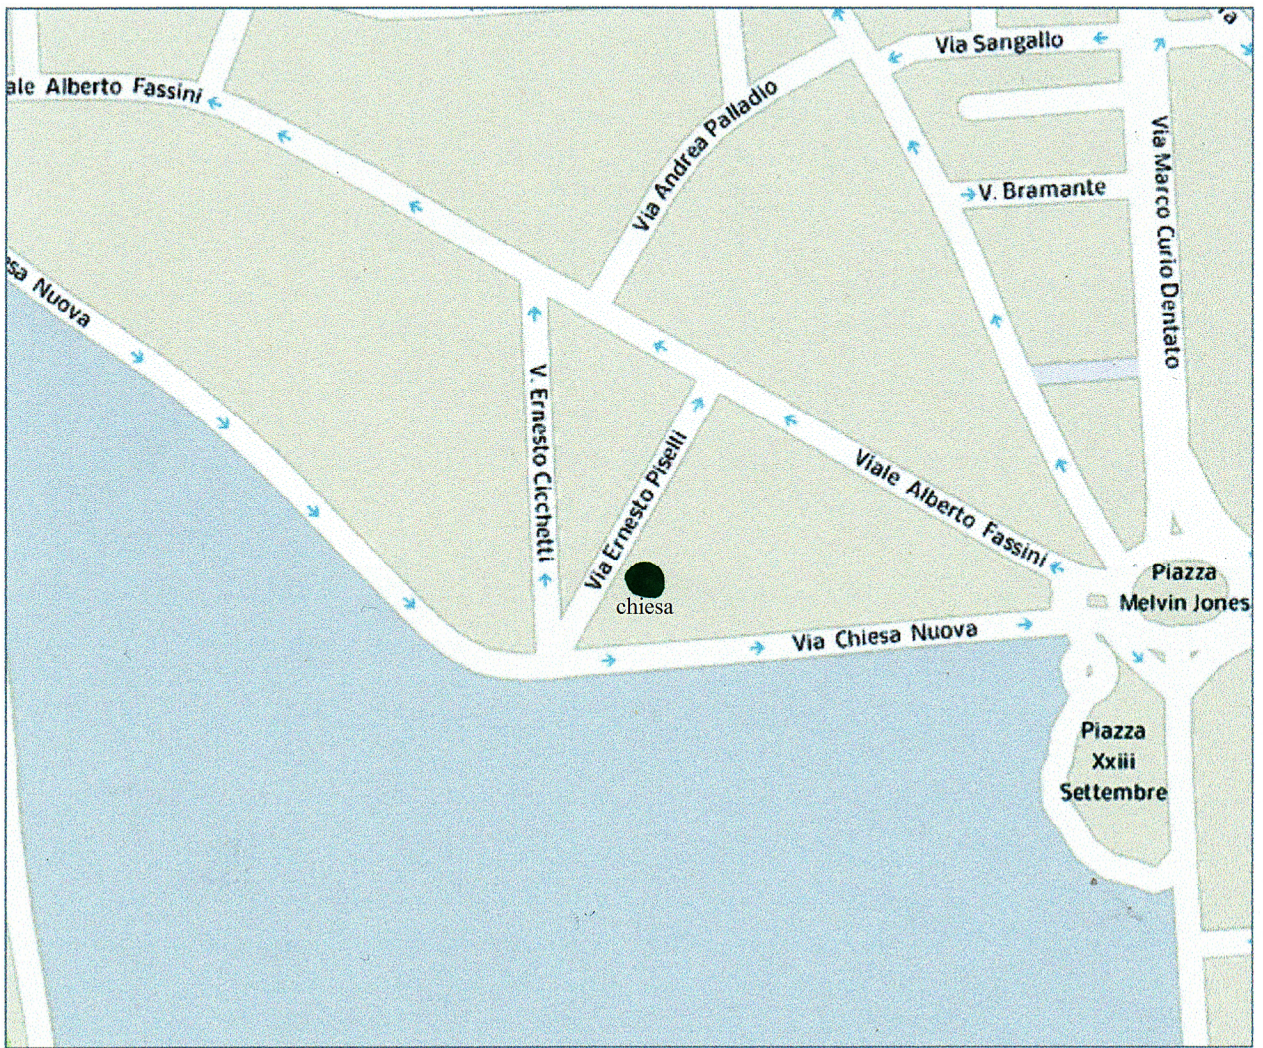 Via Sangallo
ale Alberto Fassini
Via Andrea Palladio
Via Marco Curio Dentato
V. Bramante
esa Nuova
V. Ernesto Cicchetti
Via Ernesto Piselli
Viale Alberto Fassini
chiesa
Piazza
Melvin Jones
Via Chiesa Nuova
Piazza
Xxiii
Settembre